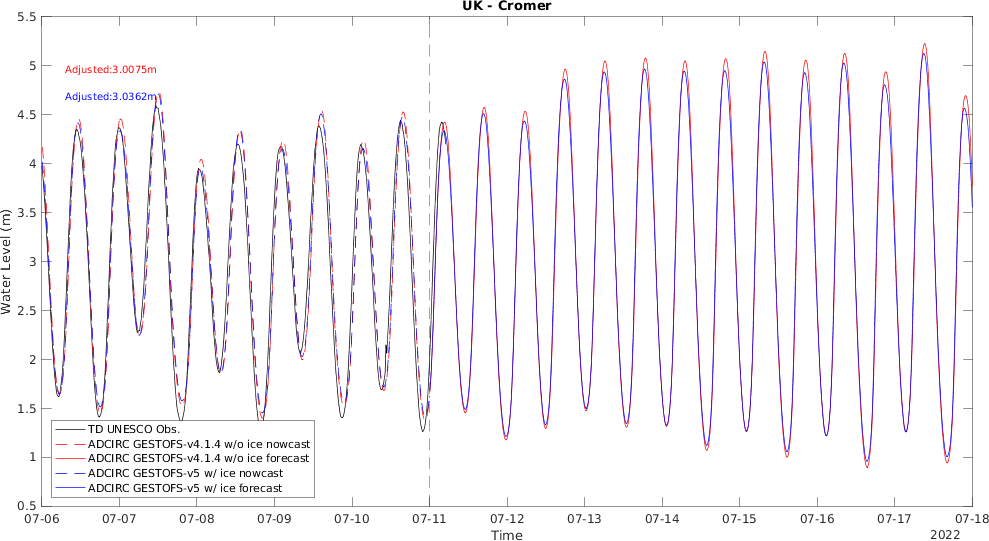 UK - Cromer
5.5
5
4.5
4
3.5
3
2.5
2
1.5
1
0.5
Water Level (m)
Adjusted:3.0075m
Adjusted:3.0362m
TD UNESCO Obs.
ADCIRC GESTOFS-v4.1.4 w/o ice nowcast
ADCIRC GESTOFS-v4.1.4 w/o ice forecast
ADCIRC GESTOFS-v5 w/ ice nowcast
ADCIRC GESTOFS-v5 w/ ice forecast
07-06 07-07 07-08 07-09 07-10 07-11 07-12 07-13 07-14 07-15 07-16 07-17 07-18
Time
2022